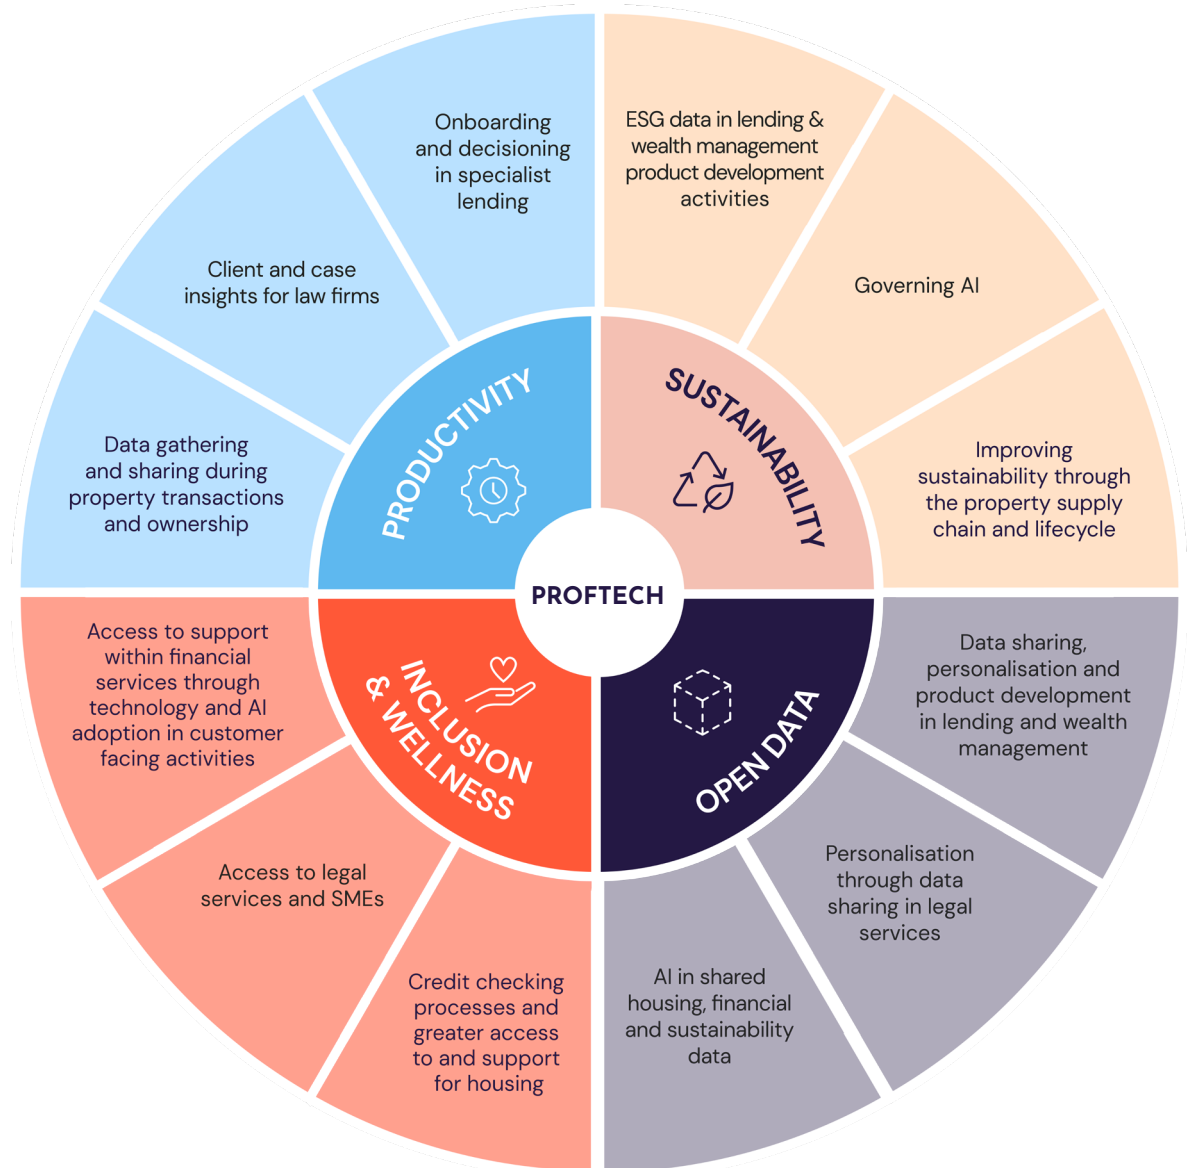 Onboarding
and decisioning
in specialist
lending
ESG data in lending &
wealth management
product development
activities
Client and case
insights for law firms
Governing AI
Data gathering
and sharing during
property transactions
and ownership
Improving
sustainability through
the property supply
chain and lifecycle
PRODUCTIVITY
SUSTAINABILITY
PROFTECH
INCLUSION
& WELLNESS
OPEN DATA
Access to support
within financial
services through
technology and AI
adoption in customer
facing activities
Data sharing,
personalisation and
product development
in lending and wealth
management
Access to legal
services and SMEs
Personalisation
through data
sharing in legal
services
Credit checking
processes and
greater access
to and support
for housing
AI in shared
housing, financial
and sustainability
data